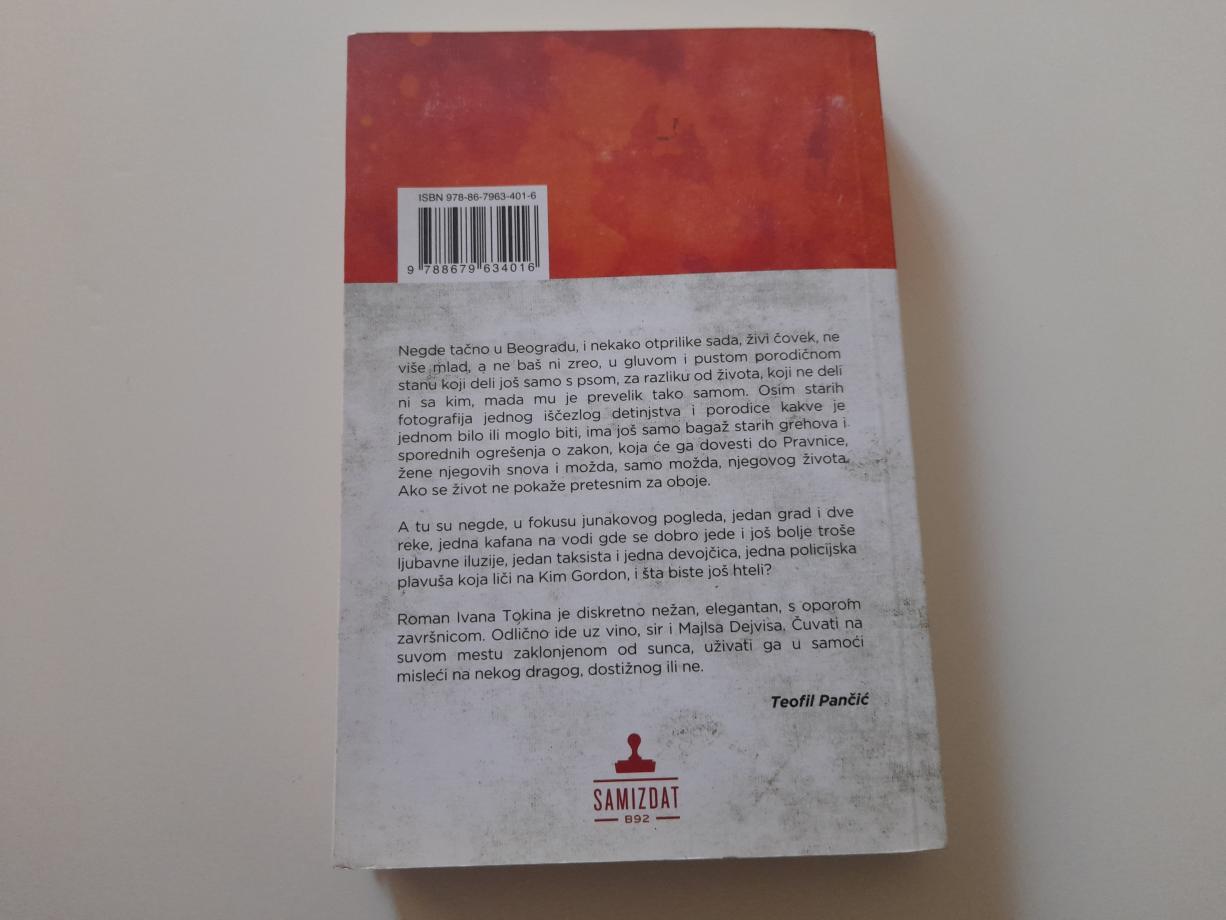 ISBN 978-86-7963-401-6
9 788679 634016
Negde tačno u Beogradu, i nekako otprilike sada, živi čovek, ne
više mlad, a ne baš ni zreo, u gluvom i pustom porodičnom
stanu koji deli još samo s psom, za razliku od života, koji ne deli
ni sa kim, mada mu je prevelik tako samom. Osim starih
fotografija jednog iščezlog detinjstva i porodice kakve je
jednom bilo ili moglo biti, ima još samo bagaž starih grehova i
sporednih ogrešenja o zakon, koja će ga dovesti do Pravnice,
žene njegovih snova i možda, samo možda, njegovog života.
Ako se život ne pokaže pretesnim za oboje.
A tu su negde, u fokusu junakovog pogleda, jedan grad i dve
reke, jedna kafana na vodi gde se dobro jede i još bolje troše
ljubavne iluzije, jedan taksista i jedna devojčica, jedna policijska
plavuša koja liči na Kim Gordon, i šta biste još hteli?
Roman Ivana Tokina je diskretno nežan, elegantan, s oporom
završnicom. Odlično ide uz vino, sir i Majlsa Dejvisa. Čuvati na
suvom mestu zaklonjenom od sunca, uživati ga u samoći
misleći na nekog dragog, dostižnog ili ne.
Teofil Pančić
SAMIZDAT
B92